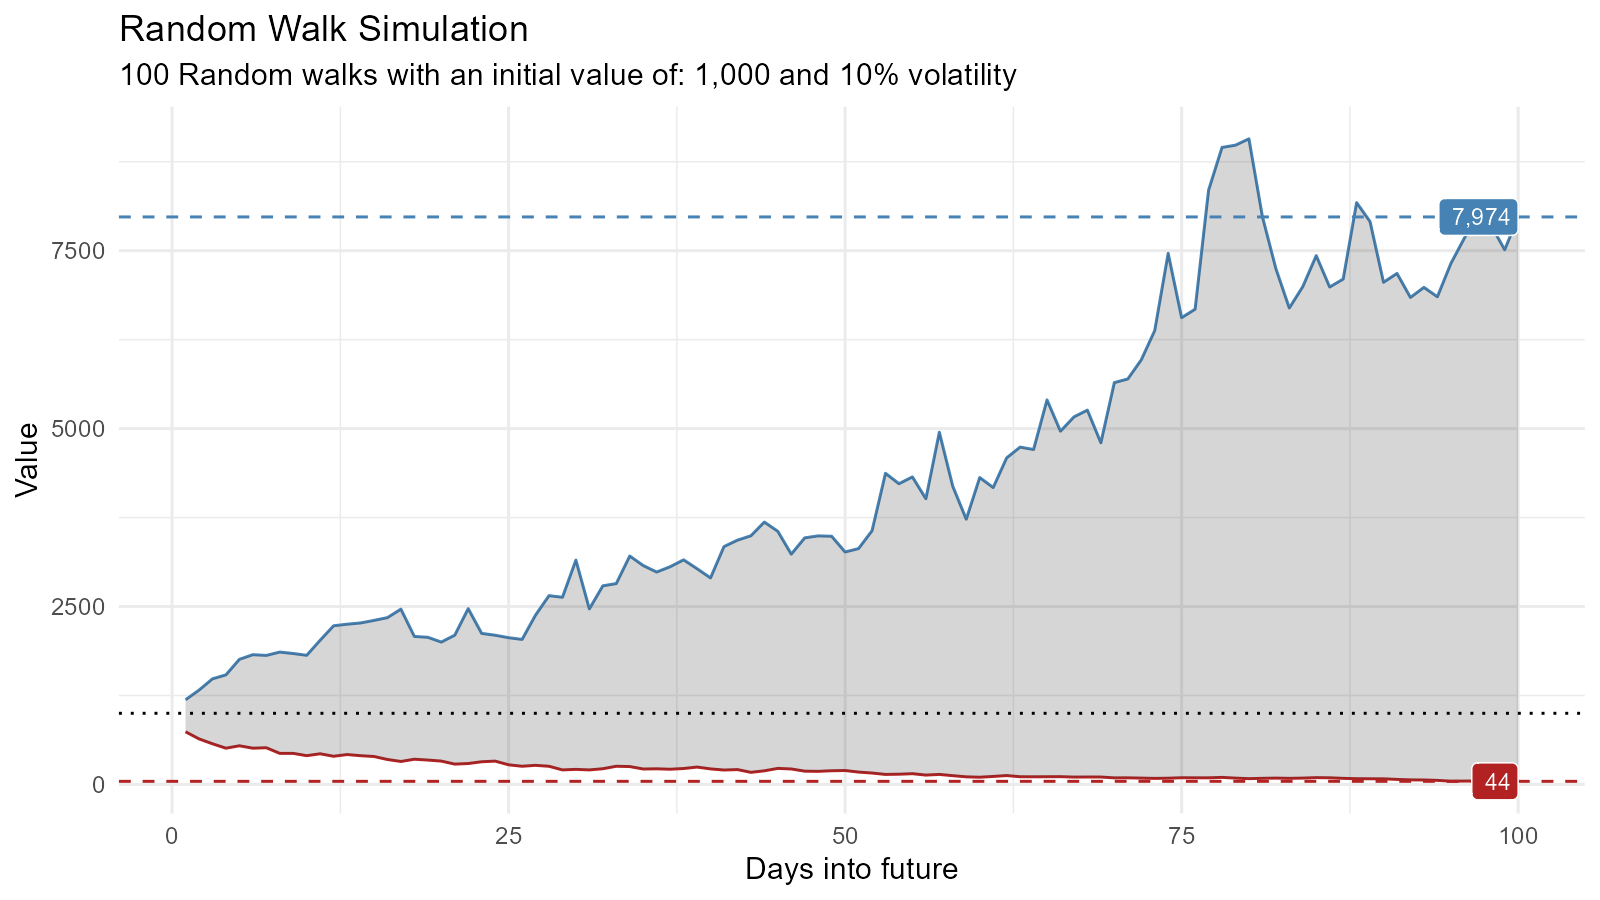 Random Walk Simulation
100 Random walks with an initial value of: 1,000 and 10% volatility
Value
7500
5000
2500
0
7,974
44
0 25 50 75 100
Days into future